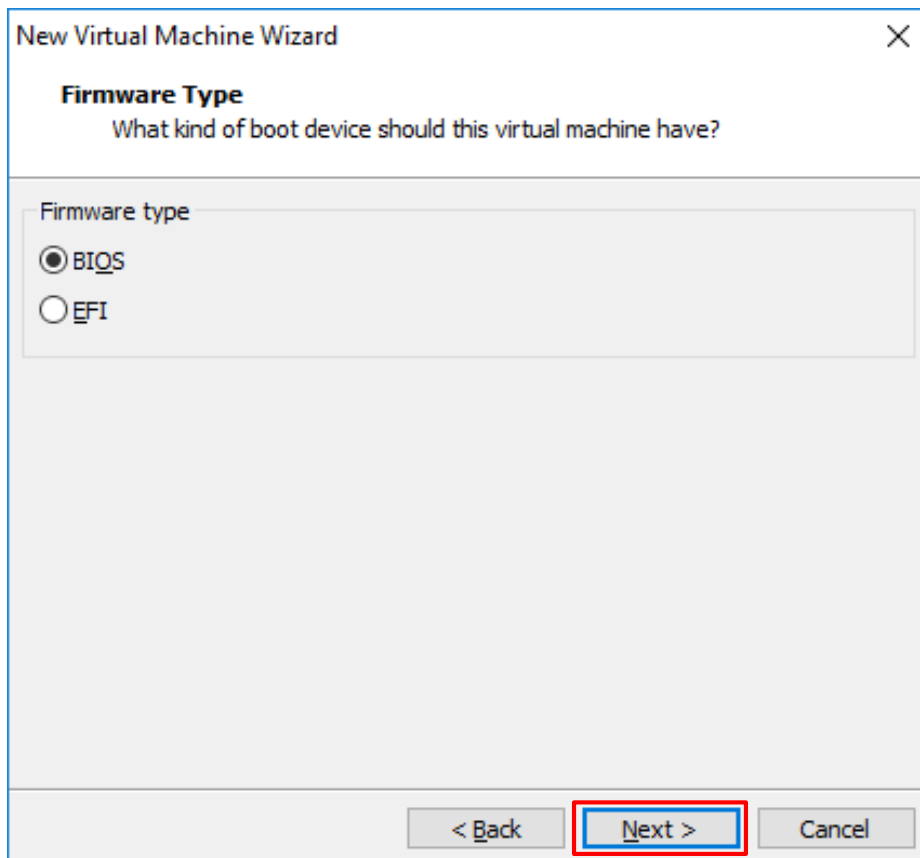 New Virtual Machine Wizard
Firmware Type
What kind of boot device should this virtual machine have?
Firmware type
BIOS
EFI
< Back Next > Cancel